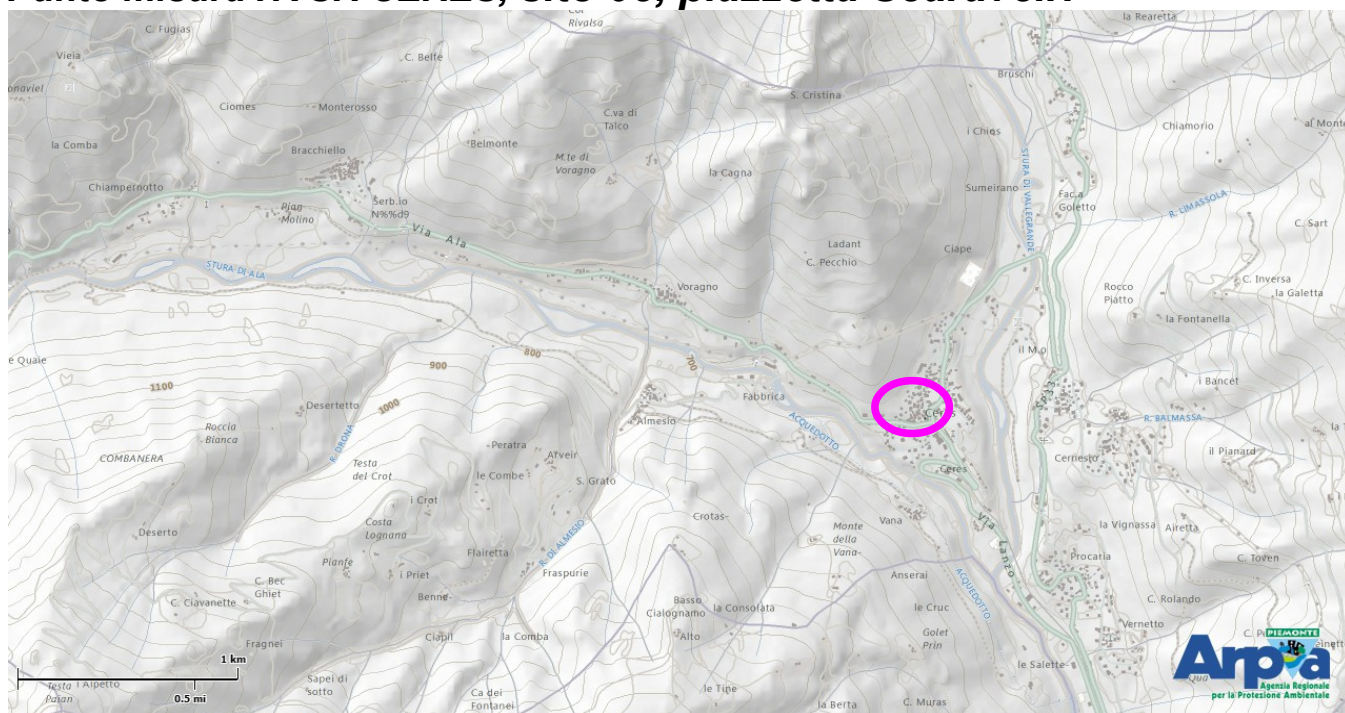 Col
Rivalsa
la Rearetta
C. Fugias
Vieia
C. Belfe
Bruschi
S. Cristina
Ciomes
Monterosso
C.va di
Talco
Chiamorio
al Mont
la Comba
Bracchiello
Belmonte
i Chios
M.te di
Voragno
la Cagna
STURA DI VALLEGRANDE
Chiampernotto
Serb.io
N%%d9
Pian
Molino
Sumeirano
Fac.a
Goletto
R. LIMASSOLA
C. Sart
Via Ala
Ladant
Ciape
C. Pecchio
STURA DI ALA
Voragno
Rocco
Piatto
C. Inversa
la Galetta
la Fontanella
e Quaie
800
700
900
il Mo
1100
Fabbrica
i Bancet
Desertetto
1000
Ceres
Almesio
ACQUEDOTTO
R. BALMASSA
Roccia
Bianca
R. DRONA
Peratra
il Pianard
COMBANERA
Testa
del Crot
le Combe
Atveir
S. Grato
Ceres
Cernesto
i Crot
Crotas
Monte
della
Vana
Vana
Via Lanzo
la Vignassa
Airetta
Deserto
Costa
Lognana
R. DI ALMESIO
Flairetta
Pianfe
Procaria
C. Toven
i Priet
Fraspurie
Anserai
ACQUEDOTTO
C. Bec
Ghiet
C. Ciavanette
Benne
Basso
Cialognamo
la Consolata
le Cruc
C. Rolando
Fragnei
Ciapil
la Comba
Alto
Golet
Prin
Vernetto
1 km
0.5 mi
Testa
Paian
l'Alpetto
Sapei di
sotto
Ca dei
Fontanei
le Tine
le Salette
la Berta
C. Muras
PIEMONTE
Arpa
Agenzia Regionale
per la Protezione Ambientale